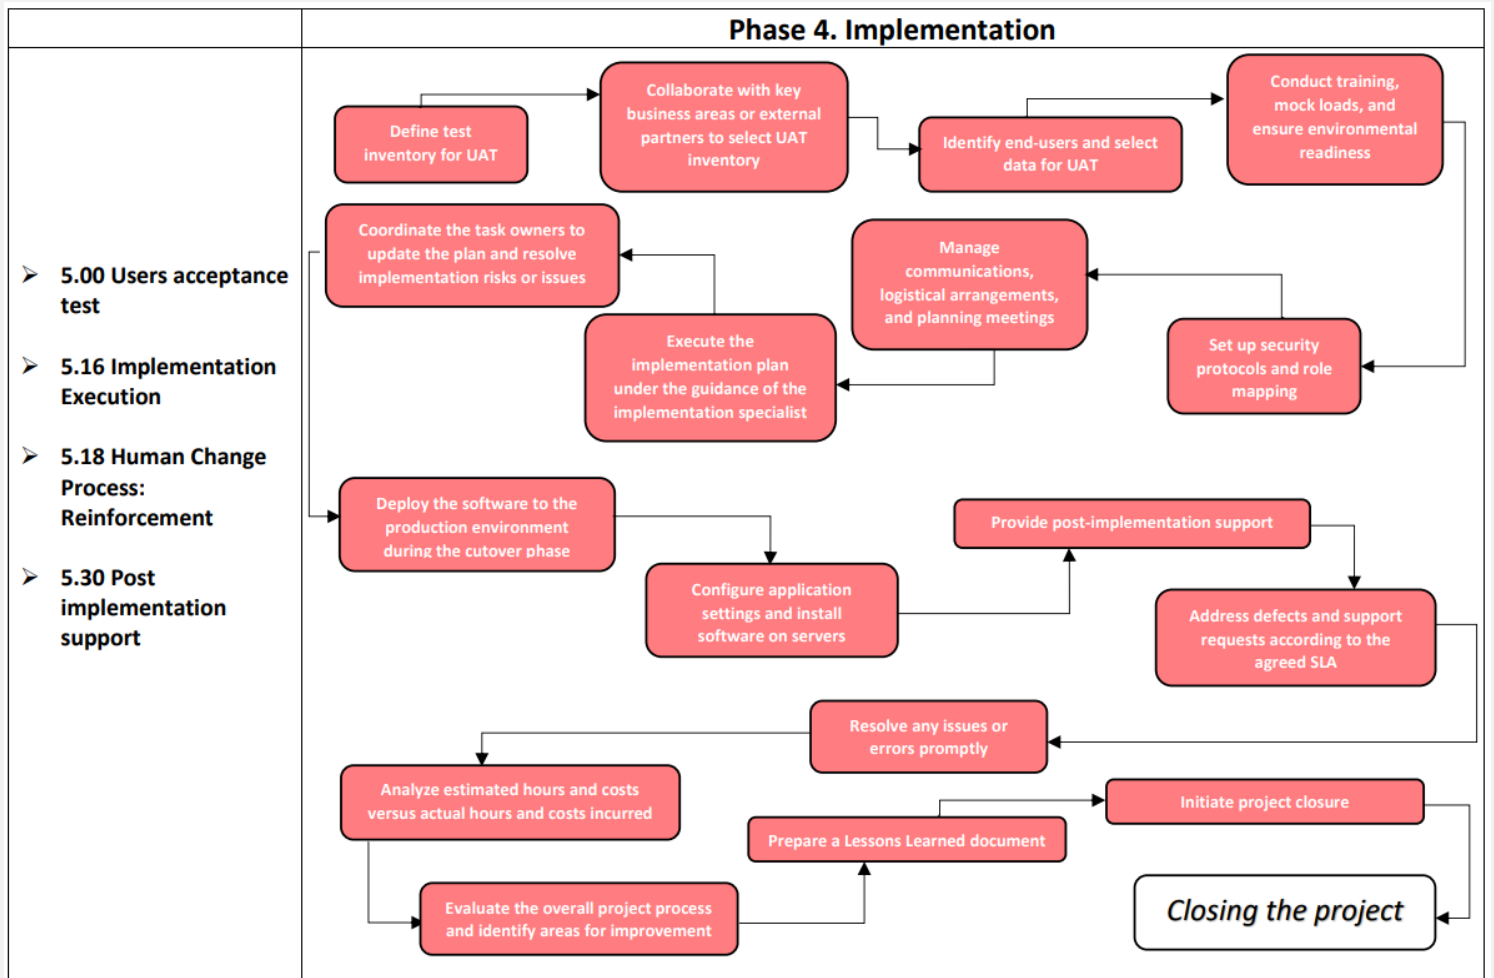 Phase 4. Implementation
5.00 Users acceptance
test
5.16 Implementation
Execution
5.18 Human Change
Process:
Reinforcement
5.30 Post
implementation
support
Define test
inventory for UAT
Collaborate with key
business areas or external
partners to select UAT
inventory
Identify end-users and select
data for UAT
Conduct training,
mock loads, and
ensure environmental
readiness
Set up security
protocols and role
mapping
Manage
communications,
logistical arrangements,
and planning meetings
Execute the
implementation plan
under the guidance of the
implementation specialist
Coordinate the task owners to
update the plan and resolve
implementation risks or issues
Deploy the software to the
production environment
during the cutover phase
Configure application
settings and install
software on servers
Provide post-implementation support
Address defects and support
requests according to the
agreed SLA
Resolve any issues or
errors promptly
Analyze estimated hours and costs
versus actual hours and costs incurred
Evaluate the overall project process
and identify areas for improvement
Prepare a Lessons Learned document
Initiate project closure
Closing the project